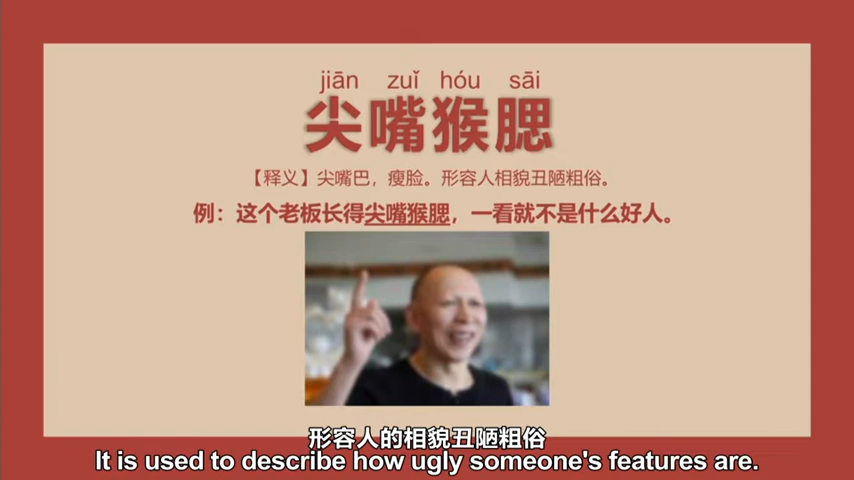 jiān zuǐ hóu sāi
尖嘴猴腮
【释义】尖嘴巴，瘦脸。形容人相貌丑陋粗俗。
例：这个老板长得尖嘴猴腮，一看就不是什么好人。
形容人的相貌丑陋粗俗
It is used to describe how ugly someone's features are.